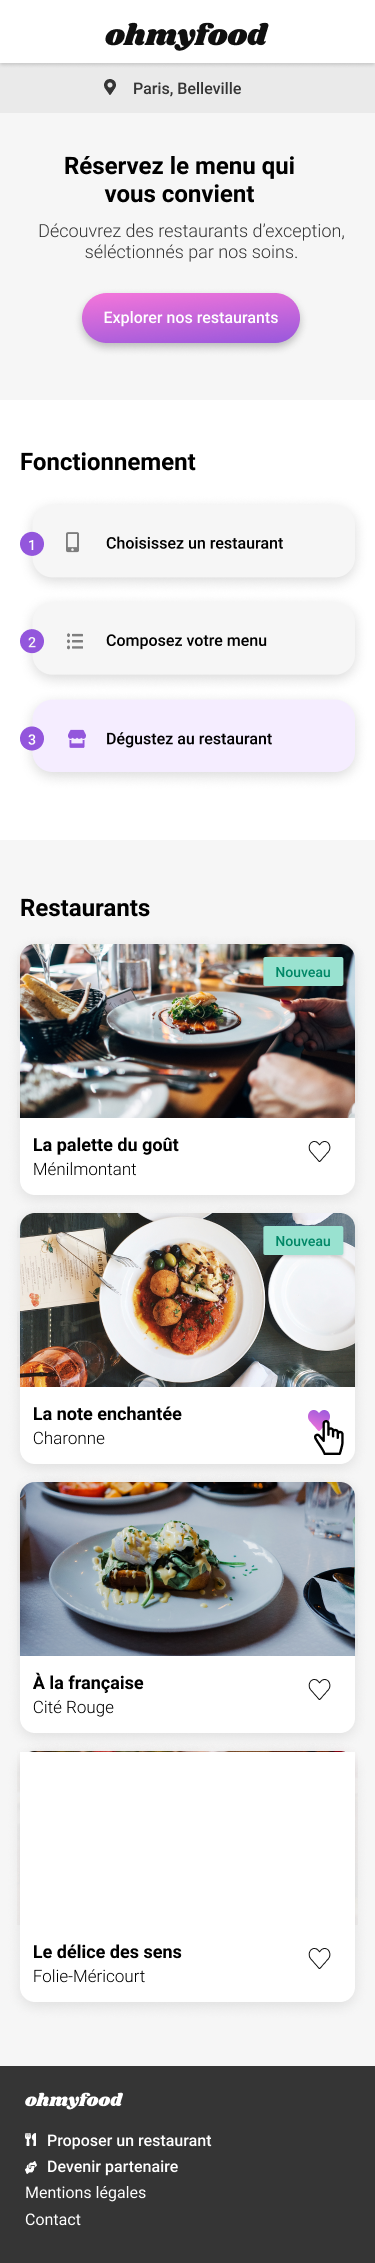 ohmyfood
Paris, Belleville
Réservez le menu qui
vous convient
Découvrez des restaurants d’exception,
séléctionnés par nos soins.
Explorer nos restaurants
Fonctionnement
1 Choisissez un restaurant
2 Composez votre menu
3 Dégustez au restaurant
Restaurants
Nouveau
La palette du goût
Ménilmontant
Nouveau
La note enchantée
Charonne
À la française
Cité Rouge
Le délice des sens
Folie-Méricourt
ohmyfood
Proposer un restaurant
Devenir partenaire
Mentions légales
Contact